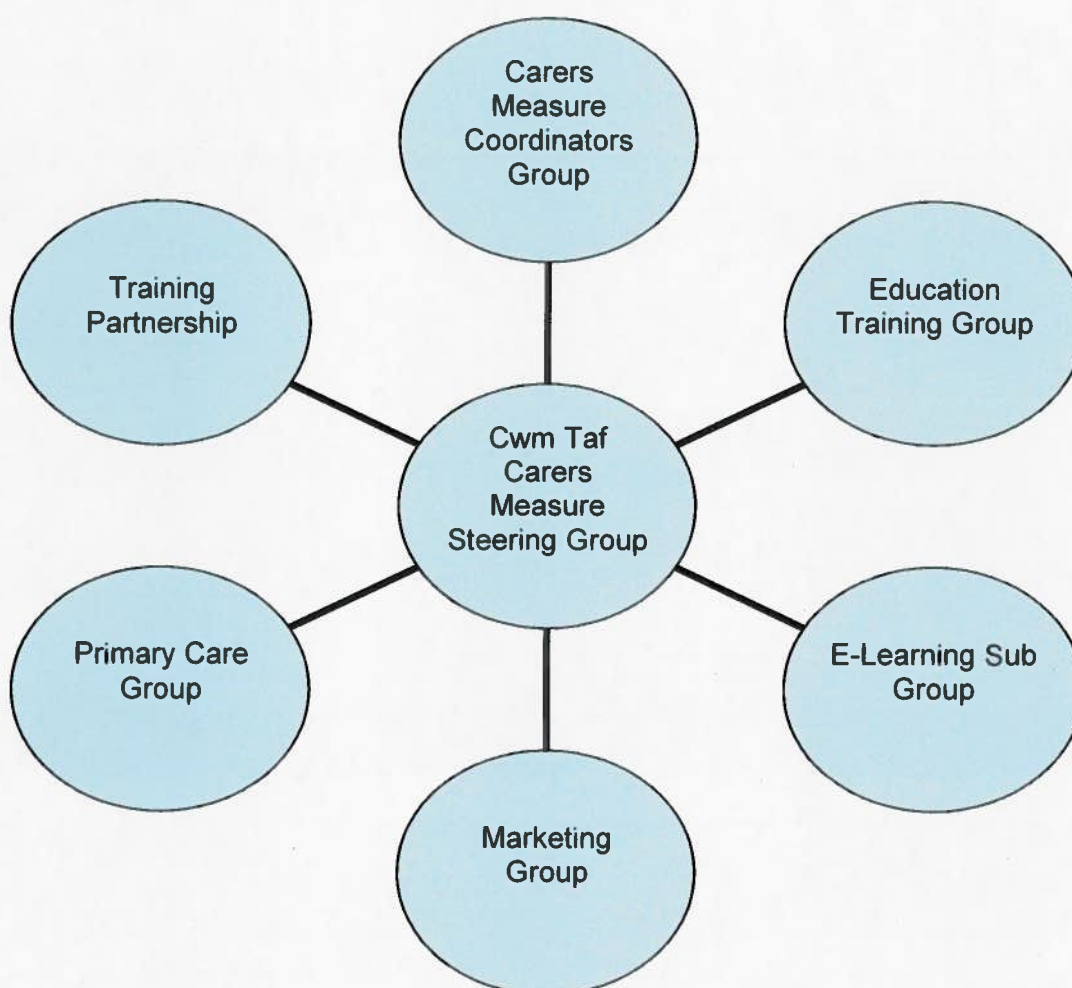 Carers
Measure
Coordinators
Group
Training
Partnership
Education
Training Group
Cwm Taf
Carers
Measure
Steering Group
Primary Care
Group
E-Learning Sub
Group
Marketing
Group